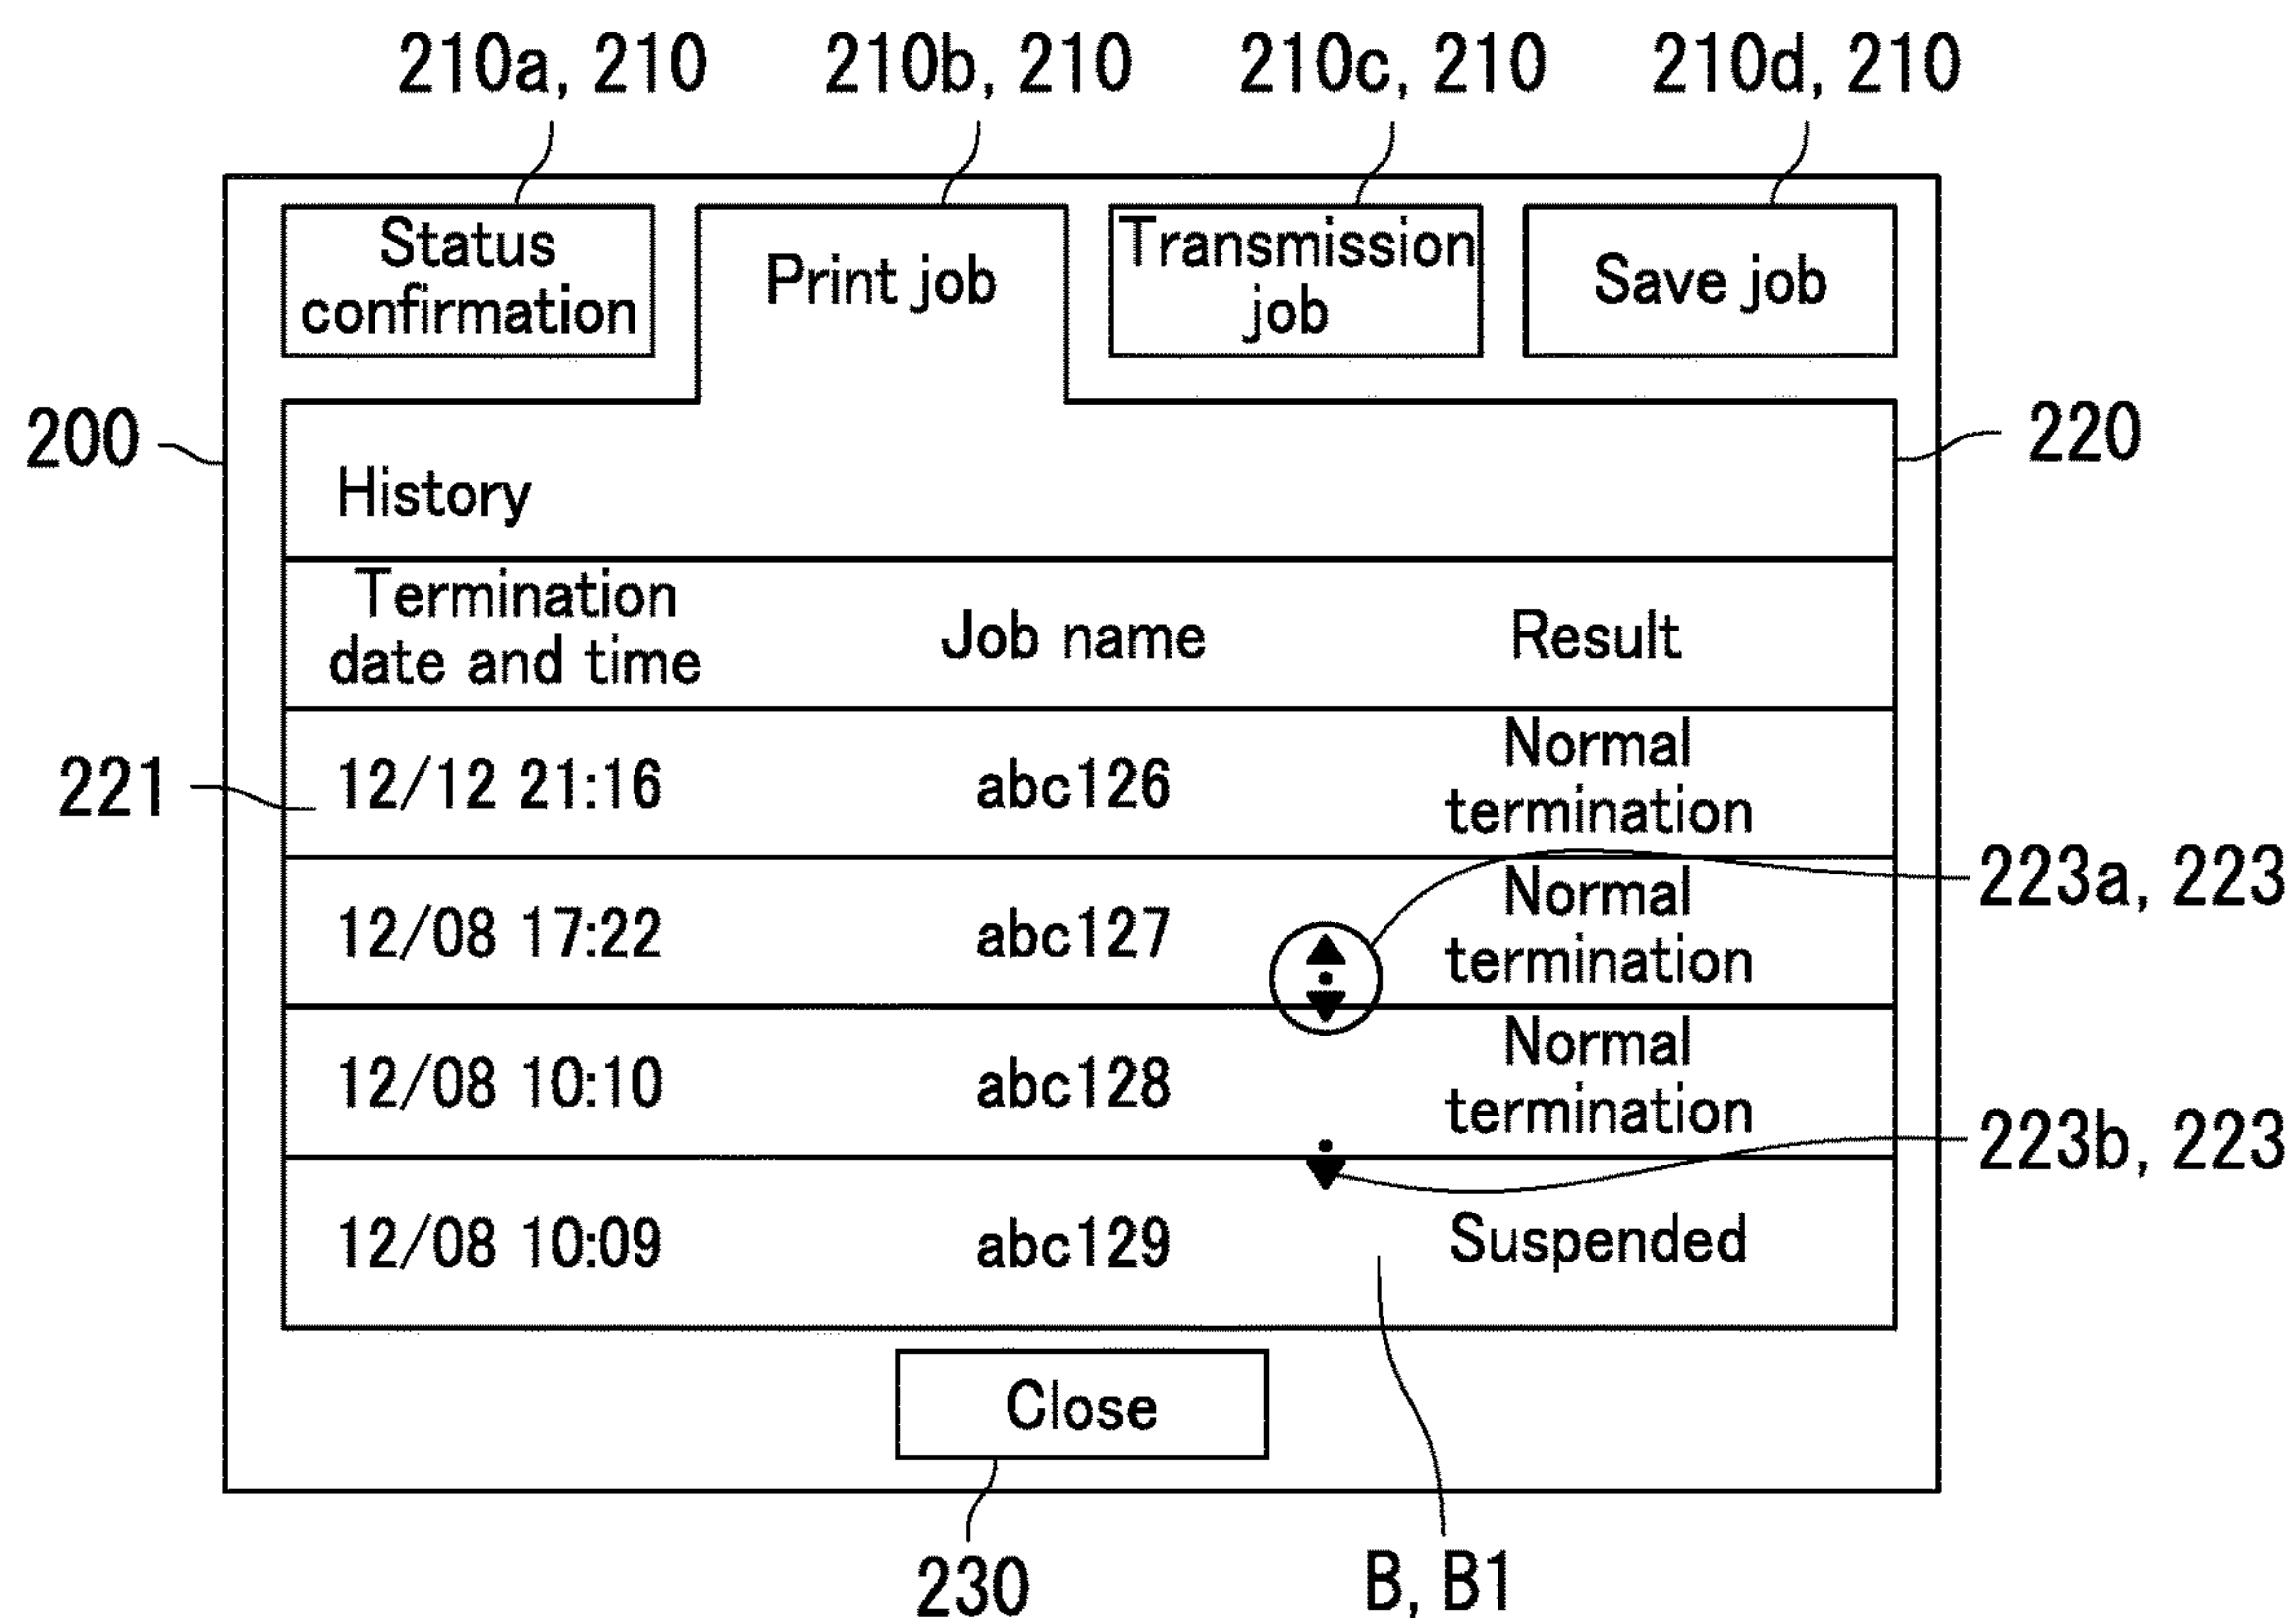 210a, 210
210b, 210
210c, 210
210d, 210
Status
confirmation
Print job
Transmission
job
Save job
200
220
History
Termination
date and time
Job name
Result
221
12/12 21:16
abc126
Normal
termination
12/08 17:22
abc127
Normal
termination
223a, 223
12/08 10:10
abc128
Normal
termination
223b, 223
12/08 10:09
abc129
Suspended
Close
230
B, B1